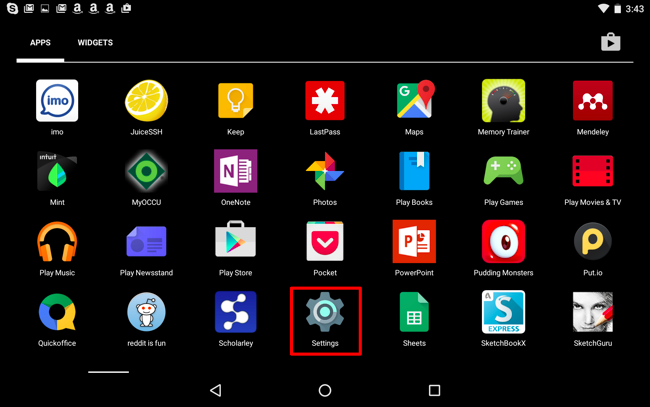 3:43
APPS WIDGETS
imo
imo JuiceSSH Keep LastPass Maps Memory Trainer Mendeley
intuit
Mint MyOCCU OneNote Photos Play Books Play Games Play Movies & TV
Play Music Play Newsstand Play Store Pocket PowerPoint Pudding Monsters Put.io
EXPRESS
Quickoffice reddit is fun Scholarley Settings Sheets SketchBookX SketchGuru